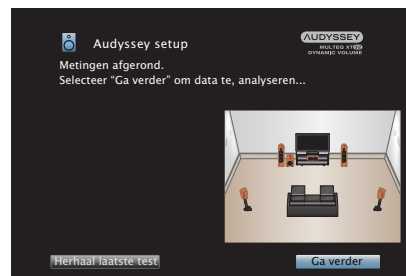 Audyssey setup
AUDYSSEY
MULTEQ XT32
DYNAMIC VOLUME
Metingen afgerond.
Selecteer “Ga verder” om data te, analyseren...
Herhaal laatste test
Ga verder